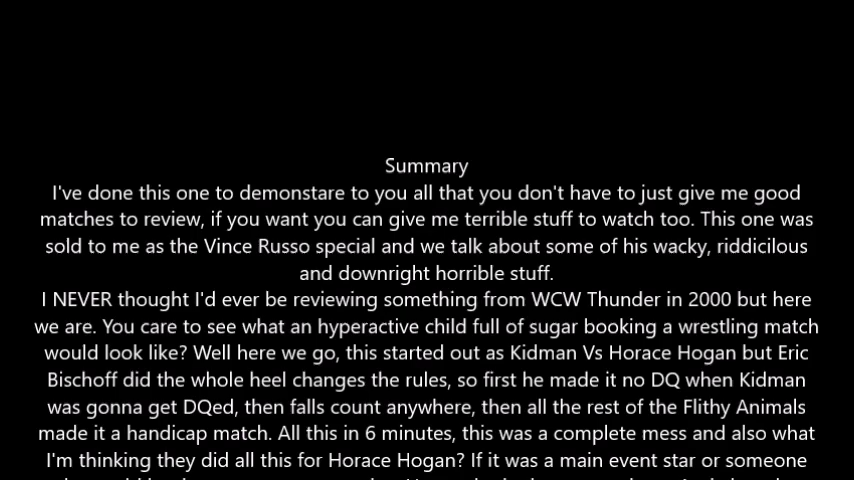 Summary
I've done this one to demonstare to you all that you don't have to just give me good
matches to review, if you want you can give me terrible stuff to watch too. This one was
sold to me as the Vince Russo special and we talk about some of his wacky, riddicilous
and downright horrible stuff.
I NEVER thought I'd ever be reviewing something from WCW Thunder in 2000 but here
we are. You care to see what an hyperactive child full of sugar booking a wrestling match
would look like? Well here we go, this started out as Kidman Vs Horace Hogan but Eric
Bischoff did the whole heel changes the rules, so first he made it no DQ when Kidman
was gonna get DQed, then falls count anywhere, then all the rest of the Flithy Animals
made it a handicap match. All this in 6 minutes, this was a complete mess and also what
I'm thinking they did all this for Horace Hogan? If it was a main event star or someone